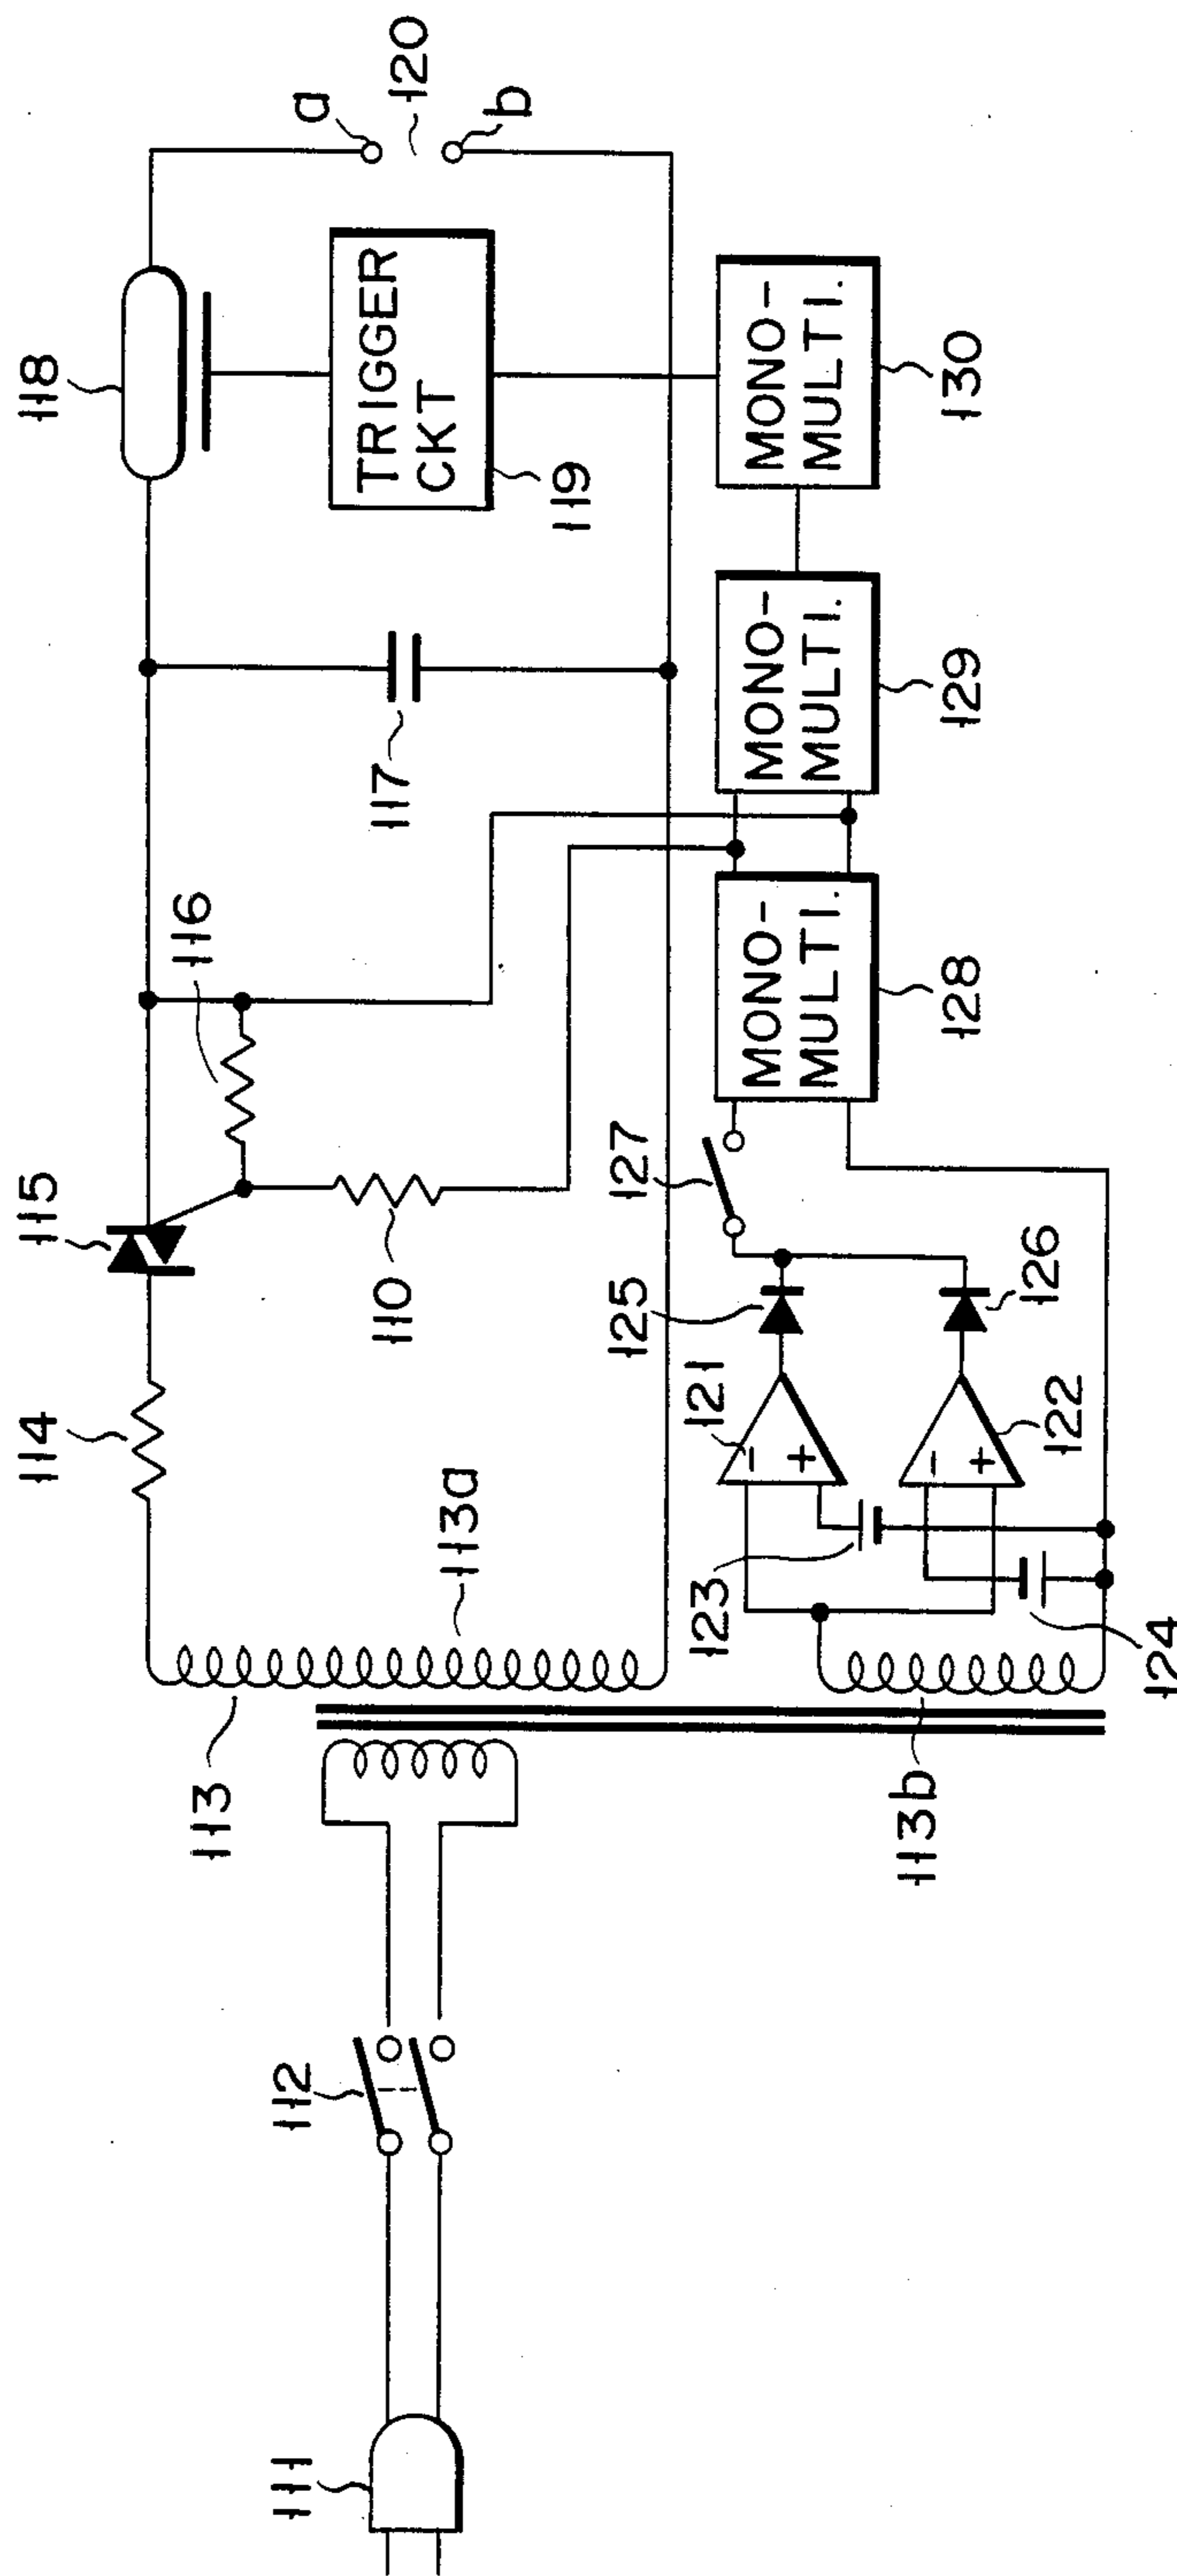 111
112
113
113a
113b
114
115
116
110
117
118
TRIGGER
CKT
119
a
120
b
121
−
+
122
−
+
123
124
125
126
127
MONO-
MULTI.
128
MONO-
MULTI.
129
MONO-
MULTI.
130